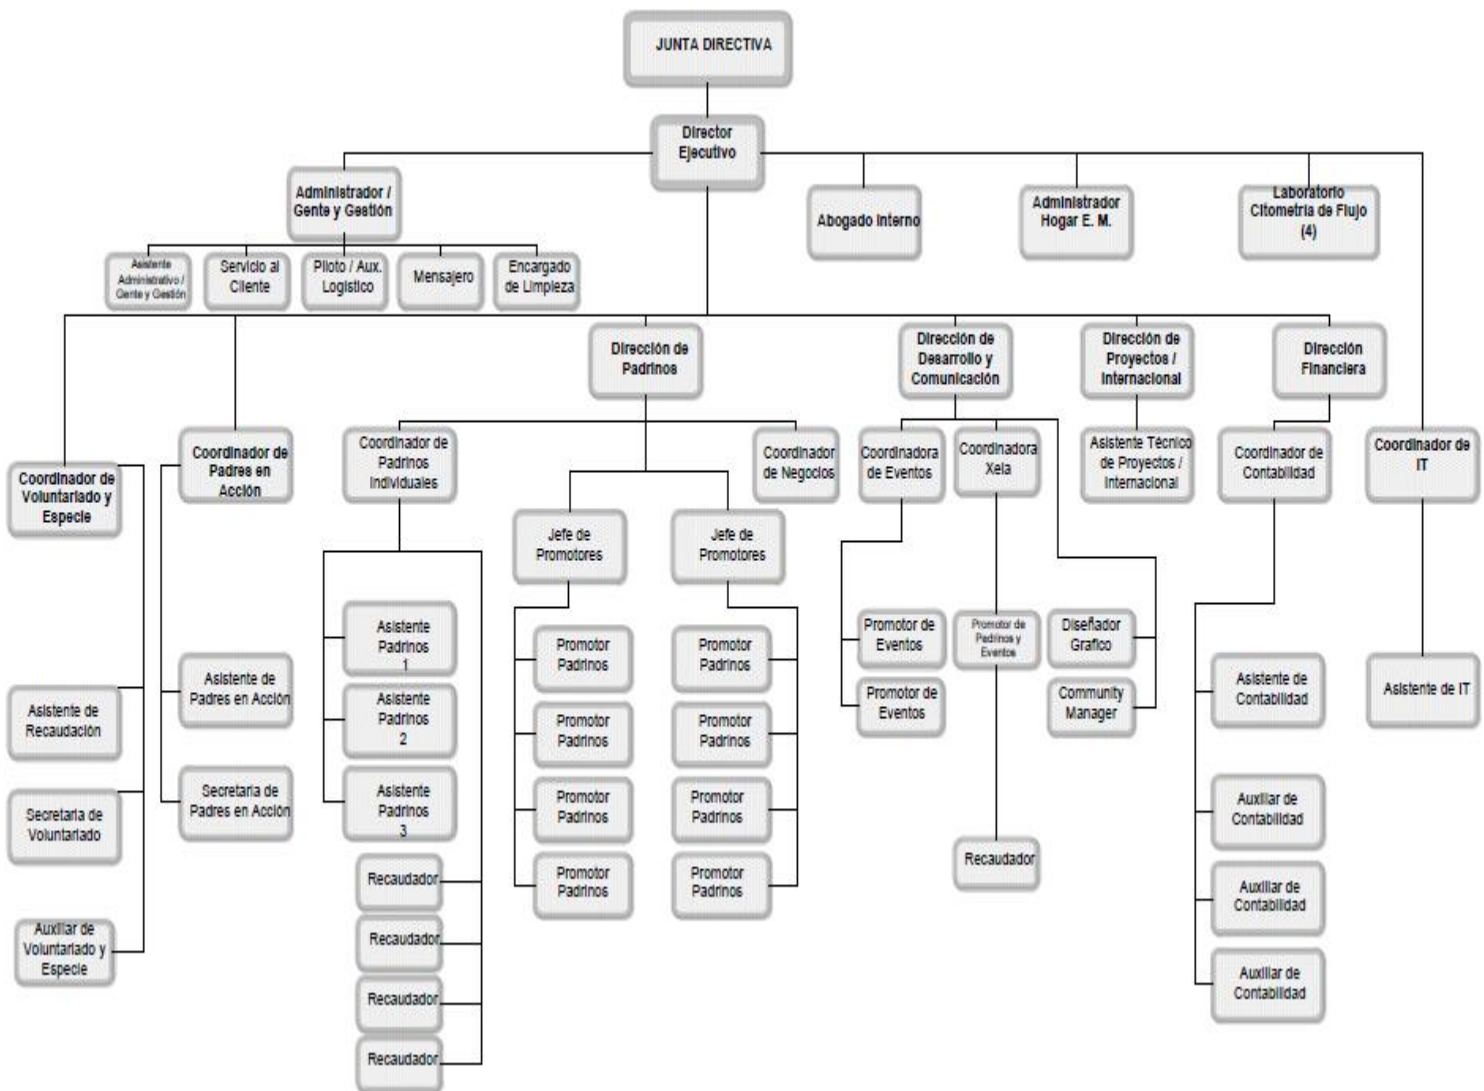 JUNTA DIRECTIVA
Director
Ejecutivo
Administrador /
Gente y Gestión
Abogado Interno
Administrador
Hogar E. M.
Laboratorio
Citometria de Flujo
(4)
Asistente
Administrativo /
Gente y Gestión
Servicio al
Cliente
Piloto / Aux.
Logístico
Mensajero
Encargado
de Limpieza
Dirección de
Padrinos
Dirección de
Desarrollo y
Comunicación
Dirección de
Proyectos /
Internacional
Dirección
Financiera
Coordinador de
Voluntariado y
Especie
Coordinador de
Padres en
Acción
Coordinador de
Padrinos
Individuales
Coordinador
de Negocios
Coordinadora
de Eventos
Coordinadora
Xela
Asistente Técnico
de Proyectos /
Internacional
Coordinador de
Contabilidad
Coordinador de
IT
Jefe de
Promotores
Jefe de
Promotores
Asistente de
Recaudación
Secretaria de
Voluntariado
Auxiliar de
Voluntariado y
Especie
Asistente de
Padres en Acción
Secretaria de
Padres en Acción
Asistente
Padrinos
1
Asistente
Padrinos
2
Asistente
Padrinos
3
Recaudador
Recaudador
Recaudador
Recaudador
Promotor
Padrinos
Promotor
Padrinos
Promotor
Padrinos
Promotor
Padrinos
Promotor
Padrinos
Promotor
Padrinos
Promotor
Padrinos
Promotor
Padrinos
Promotor de
Eventos
Promotor de
Eventos
Promotor de
Padrinos y
Eventos
Recaudador
Diseñador
Grafico
Community
Manager
Asistente de
Contabilidad
Auxiliar de
Contabilidad
Auxiliar de
Contabilidad
Auxiliar de
Contabilidad
Asistente de IT